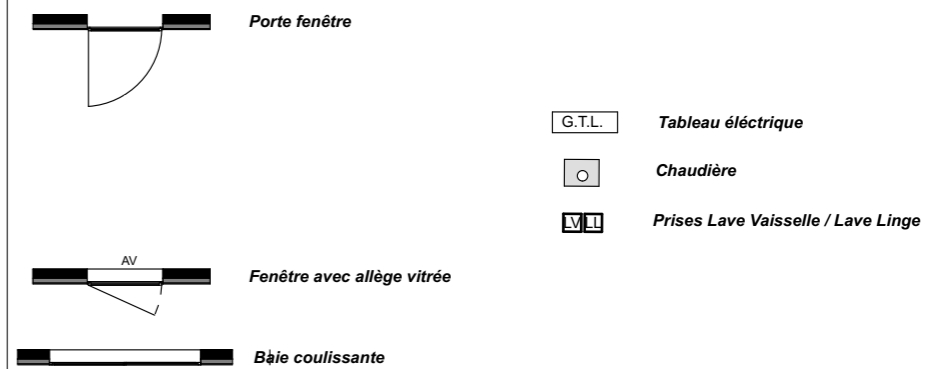 Porte fenêtre
G.T.L. Tableau éléctrique
Chaudière
LV LL Prises Lave Vaisselle / Lave Linge
AV
Fenêtre avec allège vitrée
Baie coulissante